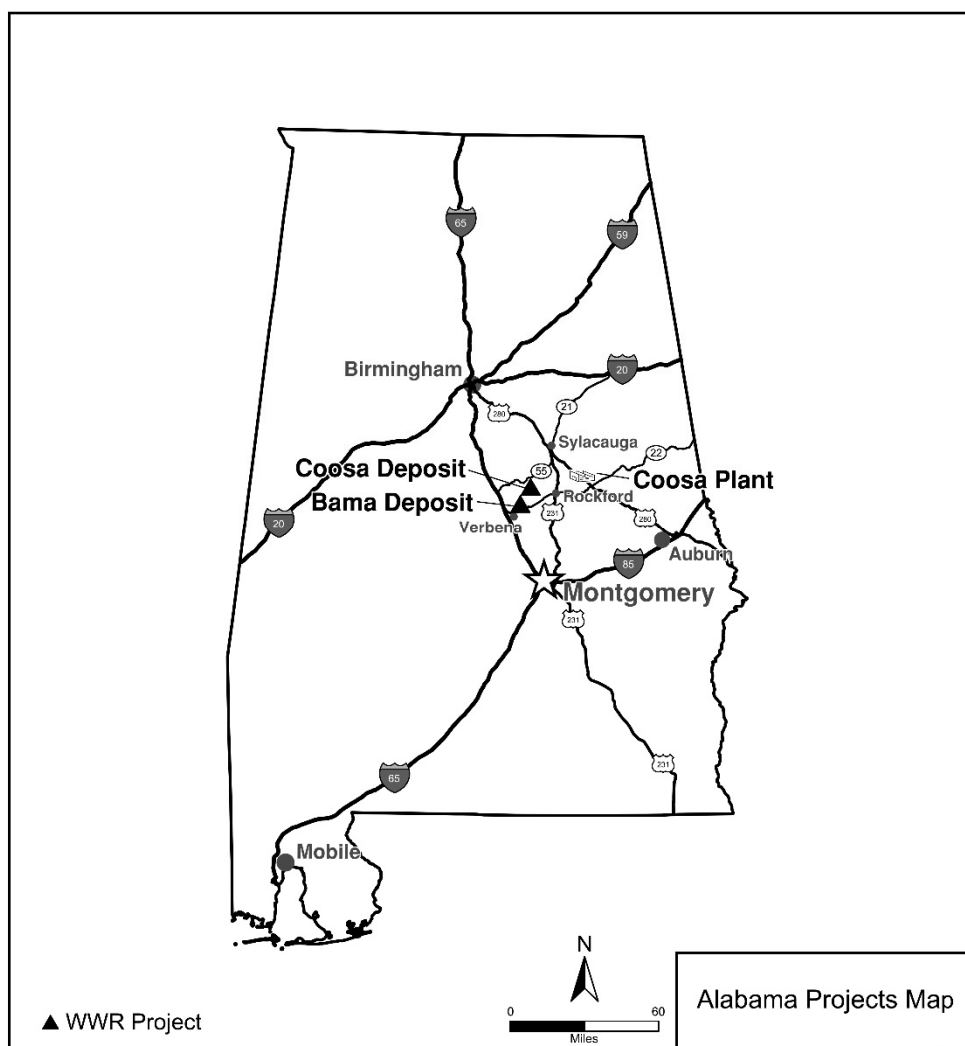 65
59
Birmingham
20
280
21
Sylacauga
22
Coosa Deposit
55
Coosa Plant
Bama Deposit
Rockford
231
Verbena
280
20
Auburn
85
Montgomery
231
231
65
Mobile
N
0 60
Miles
Alabama Projects Map
WWR Project